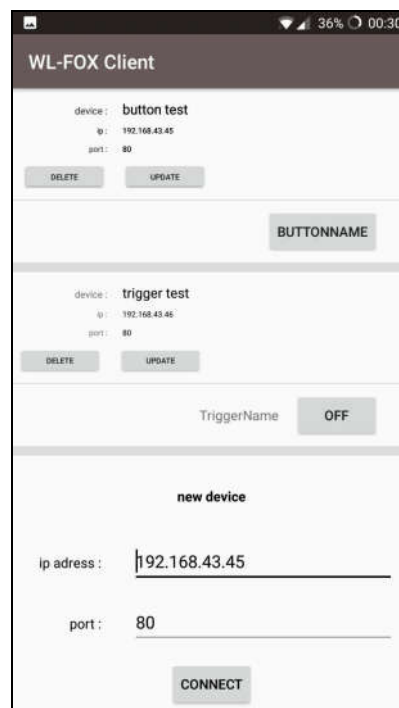 36% 00:30
WL-FOX Client
device : button test
ip : 192.168.43.45
port : 80
DELETE UPDATE
BUTTONNAME
device : trigger test
ip : 192.168.43.46
port : 80
DELETE UPDATE
TriggerName OFF
new device
ip adress : 192.168.43.45
port : 80
CONNECT